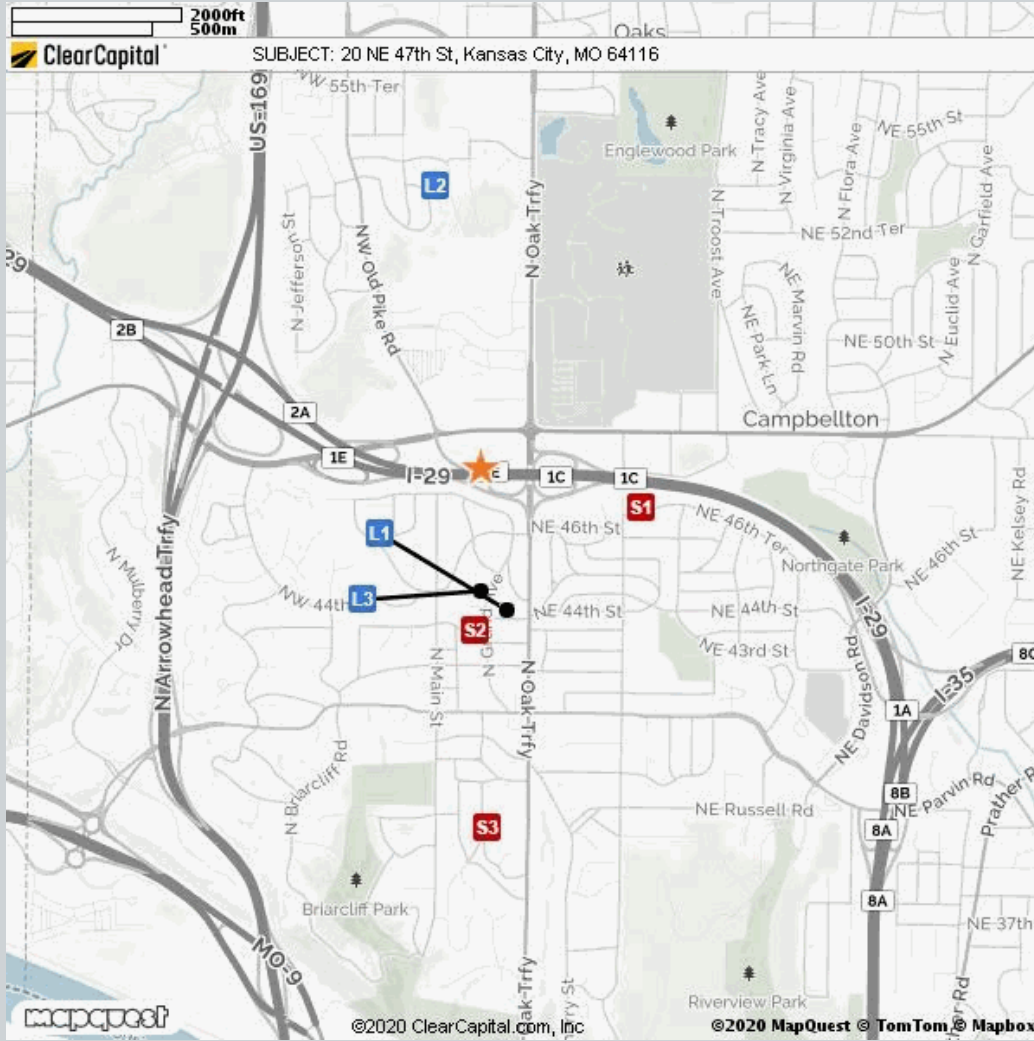 2000ft
500m
Oaks
ClearCapital
SUBJECT: 20 NE 47th St, Kansas City, MO 64116
NW 55th Ter
US-169
N Tracy Ave
N Virginia Ave
NE 55th St
Englewood Park
L2
N Flora Ave
N Garfield Ave
N Oak Trfy
N Troost Ave
NE 52nd Ter
N Jefferson St
NW Old Pike Rd
29
NE Marvin Rd
N Euclid Ave
2B
NE Park Ln
NE 50th St
2A
Campbellton
1E
I-29
E
1C
1C
S1
N Kelsey Rd
L1
NE 46th St
NE 46th Ter
NE 46th St
N Mulberry Dr
N Arrowhead Trfy
Northgate Park
NW 44th
L3
NE 44th St
NE 44th St
I-29
S2
NE 43rd St
N Main St
N Oak Trfy
NE Davidson Rd
I-35
1A
N Briarcliff Rd
8B
NE Parvin Rd
NE Russell Rd
S3
8A
Briarcliff Park
8A
NE 37th
MO-9
Riverview Park
mapquest
©2020 ClearCapital.com, Inc
©2020 MapQuest © TomTom © Mapbox